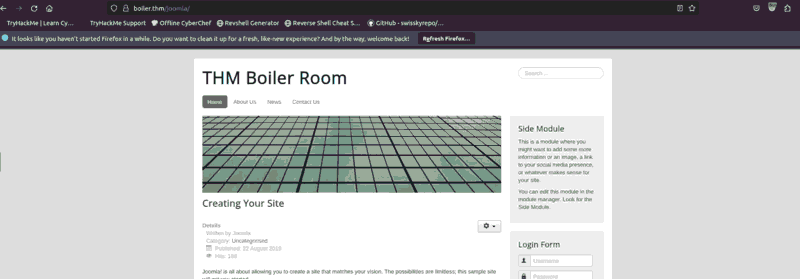 boiler.thm/joomla/
TryHackMe | Learn Cy… TryHackMe Support Offline CyberChef Revshell Generator Reverse Shell Cheat S… GitHub - swisskyrepo/…
It looks like you haven't started Firefox in a while. Do you want to clean it up for a fresh, like-new experience? And by the way, welcome back! Refresh Firefox…
THM Boiler Room
Search ...
Home About Us News Contact Us
Side Module
This is a module where you
might want to add some more
information or an image, a link
to your social media presence,
or whatever makes sense for
your site.
You can edit this module in the
module manager. Look for the
Side Module.
Creating Your Site
Details
Written by Joomla
Category: Uncategorised
Published: 22 August 2019
Hits:
Login Form
Username
Password
Joomla! is all about allowing you to create a site that matches your vision. The possibilities are limitless; this sample site